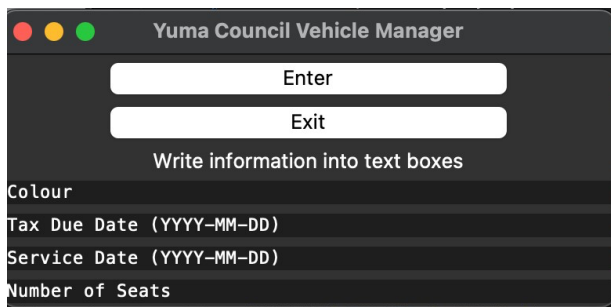 Yuma Council Vehicle Manager
Enter
Exit
Write information into text boxes
Colour
Tax Due Date (YYYY-MM-DD)
Service Date (YYYY-MM-DD)
Number of Seats